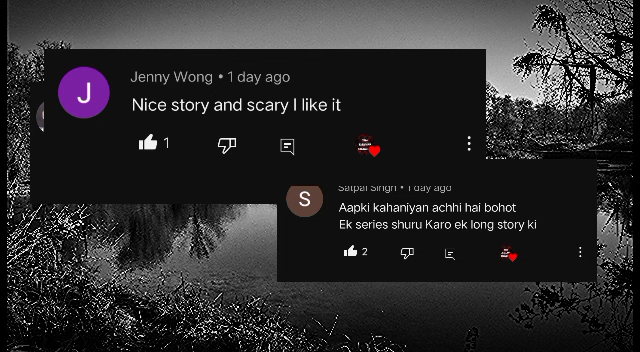 J
Jenny Wong • 1 day ago
Nice story and scary I like it
1
S
Satpal Singh • 1 day ago
Aapki kahaniyan achhi hai bohot
Ek series shuru Karo ek long story ki
2